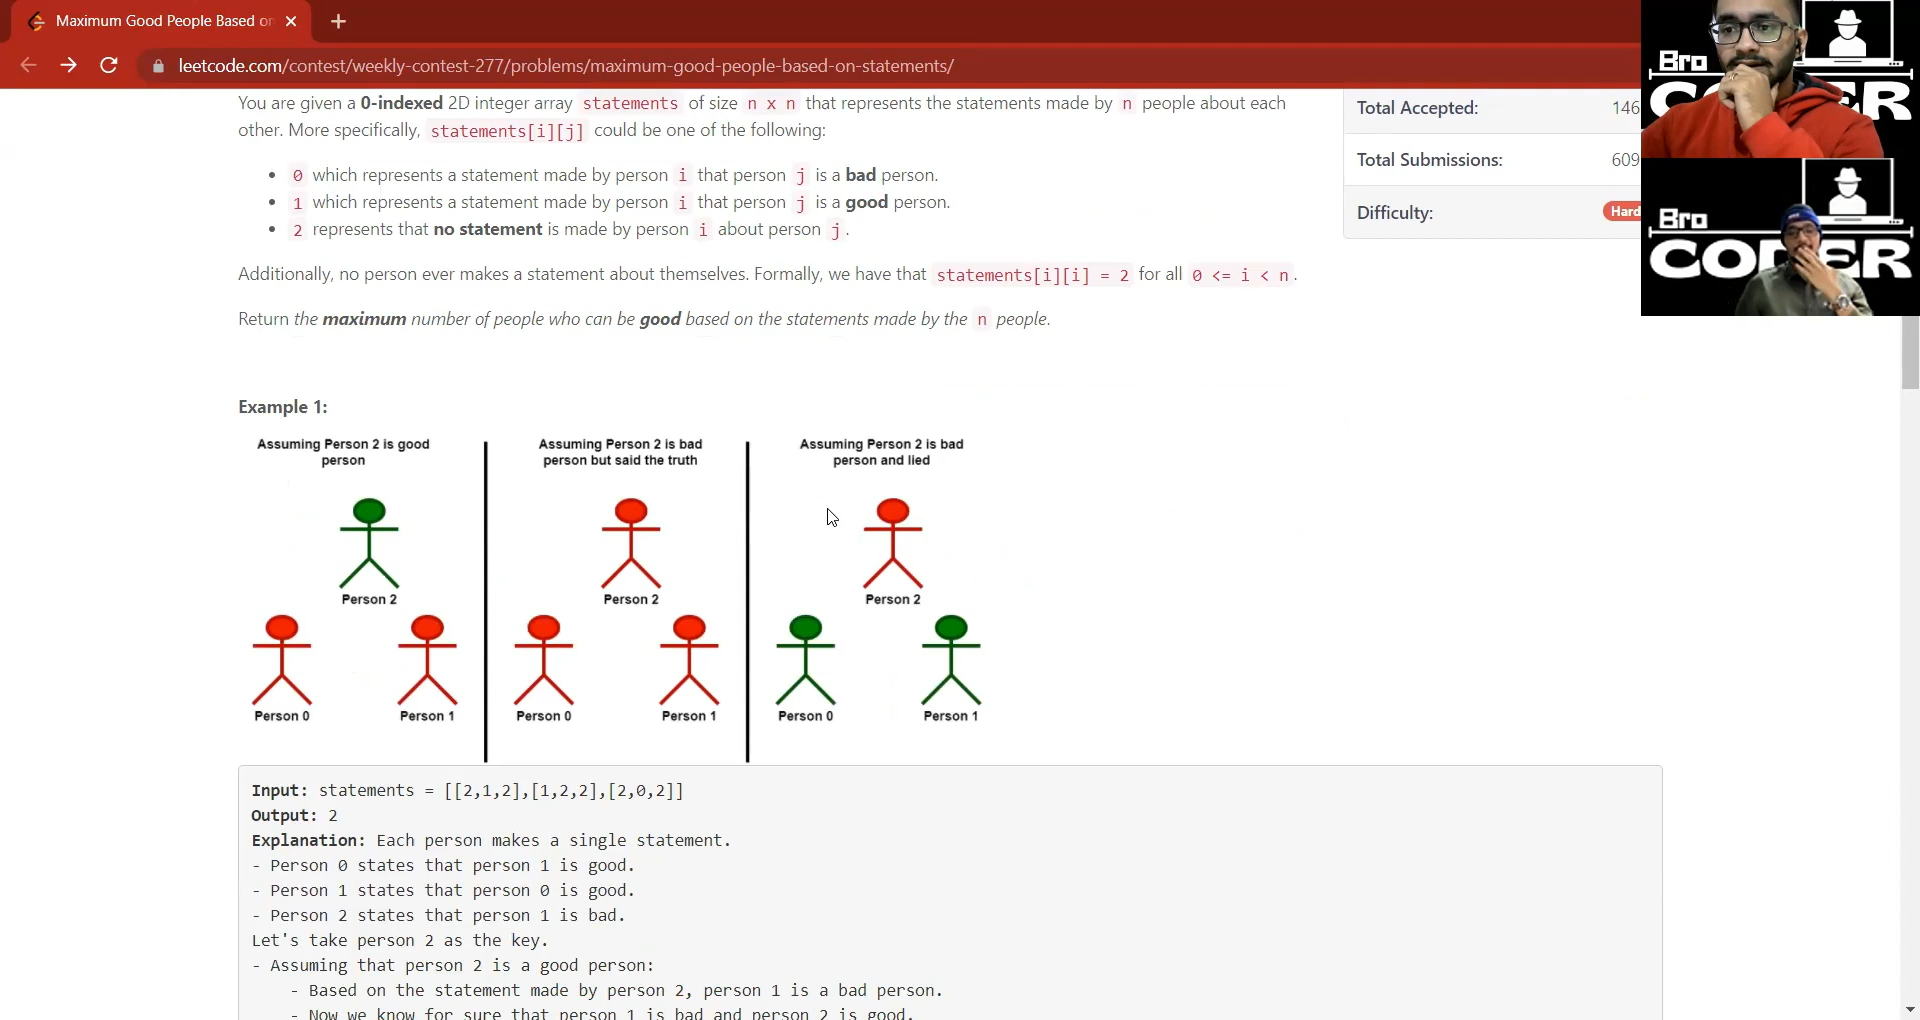 Maximum Good People Based on
leetcode.com/contest/weekly-contest-277/problems/maximum-good-people-based-on-statements/
You are given a 0-indexed 2D integer array statements of size n x n that represents the statements made by n people about each
other. More specifically, statements[i][j] could be one of the following:
• 0 which represents a statement made by person i that person j is a bad person.
• 1 which represents a statement made by person i that person j is a good person.
• 2 represents that no statement is made by person i about person j.
Additionally, no person ever makes a statement about themselves. Formally, we have that statements[i][i] = 2 for all 0 <= i < n.
Return the maximum number of people who can be good based on the statements made by the n people.
Total Accepted: 146
Total Submissions: 609
Difficulty: Hard
Bro
CODER
Bro
CODER
Example 1:
Assuming Person 2 is good
person
Assuming Person 2 is bad
person but said the truth
Assuming Person 2 is bad
person and lied
Person 2
Person 2
Person 2
Person 0
Person 1
Person 0
Person 1
Person 0
Person 1
Input: statements = [[2,1,2],[1,2,2],[2,0,2]]
Output: 2
Explanation: Each person makes a single statement.
- Person 0 states that person 1 is good.
- Person 1 states that person 0 is good.
- Person 2 states that person 1 is bad.
Let's take person 2 as the key.
- Assuming that person 2 is a good person:
- Based on the statement made by person 2, person 1 is a bad person.
- Now we know for sure that person 1 is bad and person 2 is good.